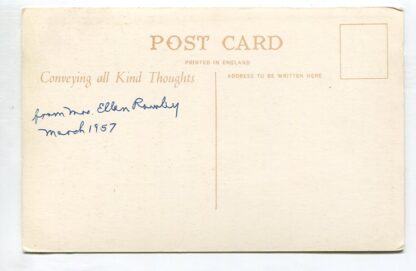 POST CARD
PRINTED IN ENGLAND
Conveying all Kind Thoughts
ADDRESS TO BE WRITTEN HERE
from Mrs. Ellen
March 1957